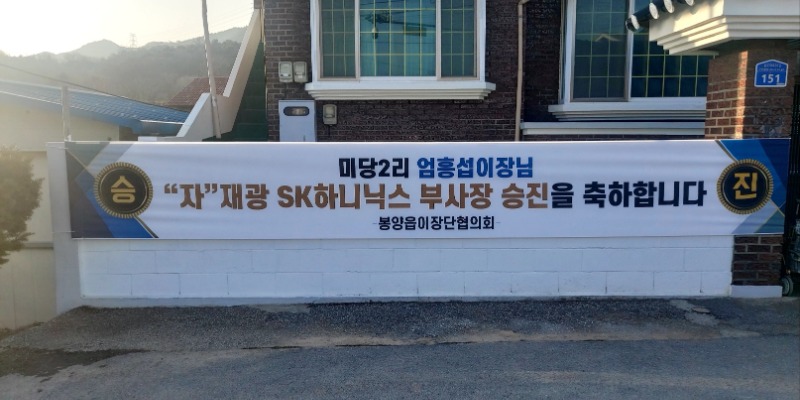 미당2리 엄홍섭이장님
승 “자”재광 SK하니닉스 부사장 승진을 축하합니다 진
-봉양읍이장단협의회-
151